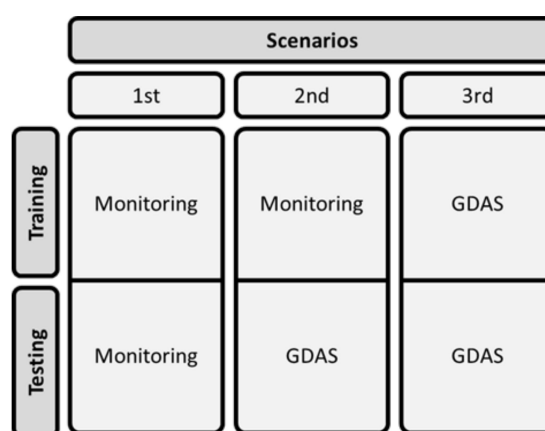 Scenarios
1st 2nd 3rd
Training Monitoring Monitoring GDAS
Testing Monitoring GDAS GDAS